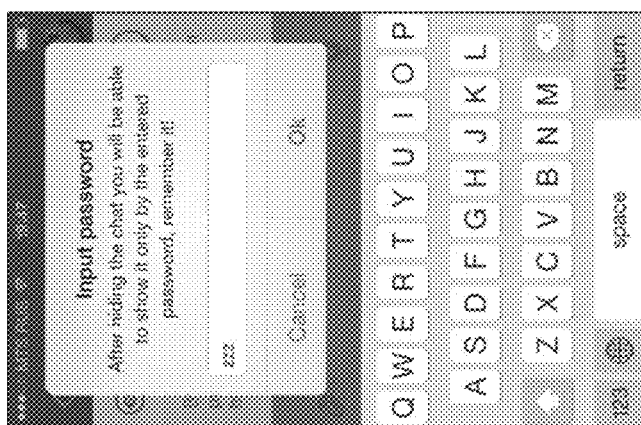 Input password
After hiding the chat you will be able
to show it only by the entered
password, remember it!
zzz
Cancel Ok
Q W E R T Y U I O P
A S D F G H J K L
Z X C V B N M
123 space return